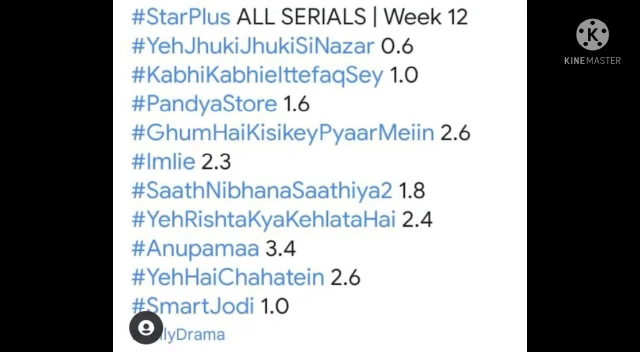 #StarPlus ALL SERIALS | Week 12
#YehJhukiJhukiSiNazar 0.6
#KabhiKabhieIttefaqSey 1.0
#PandyaStore 1.6
#GhumHaiKisikeyPyaarMeiin 2.6
#Imlie 2.3
#SaathNibhanaSaathiya2 1.8
#YehRishtaKyaKehlataHai 2.4
#Anupamaa 3.4
#YehHaiChahatein 2.6
#SmartJodi 1.0
KINEMASTER